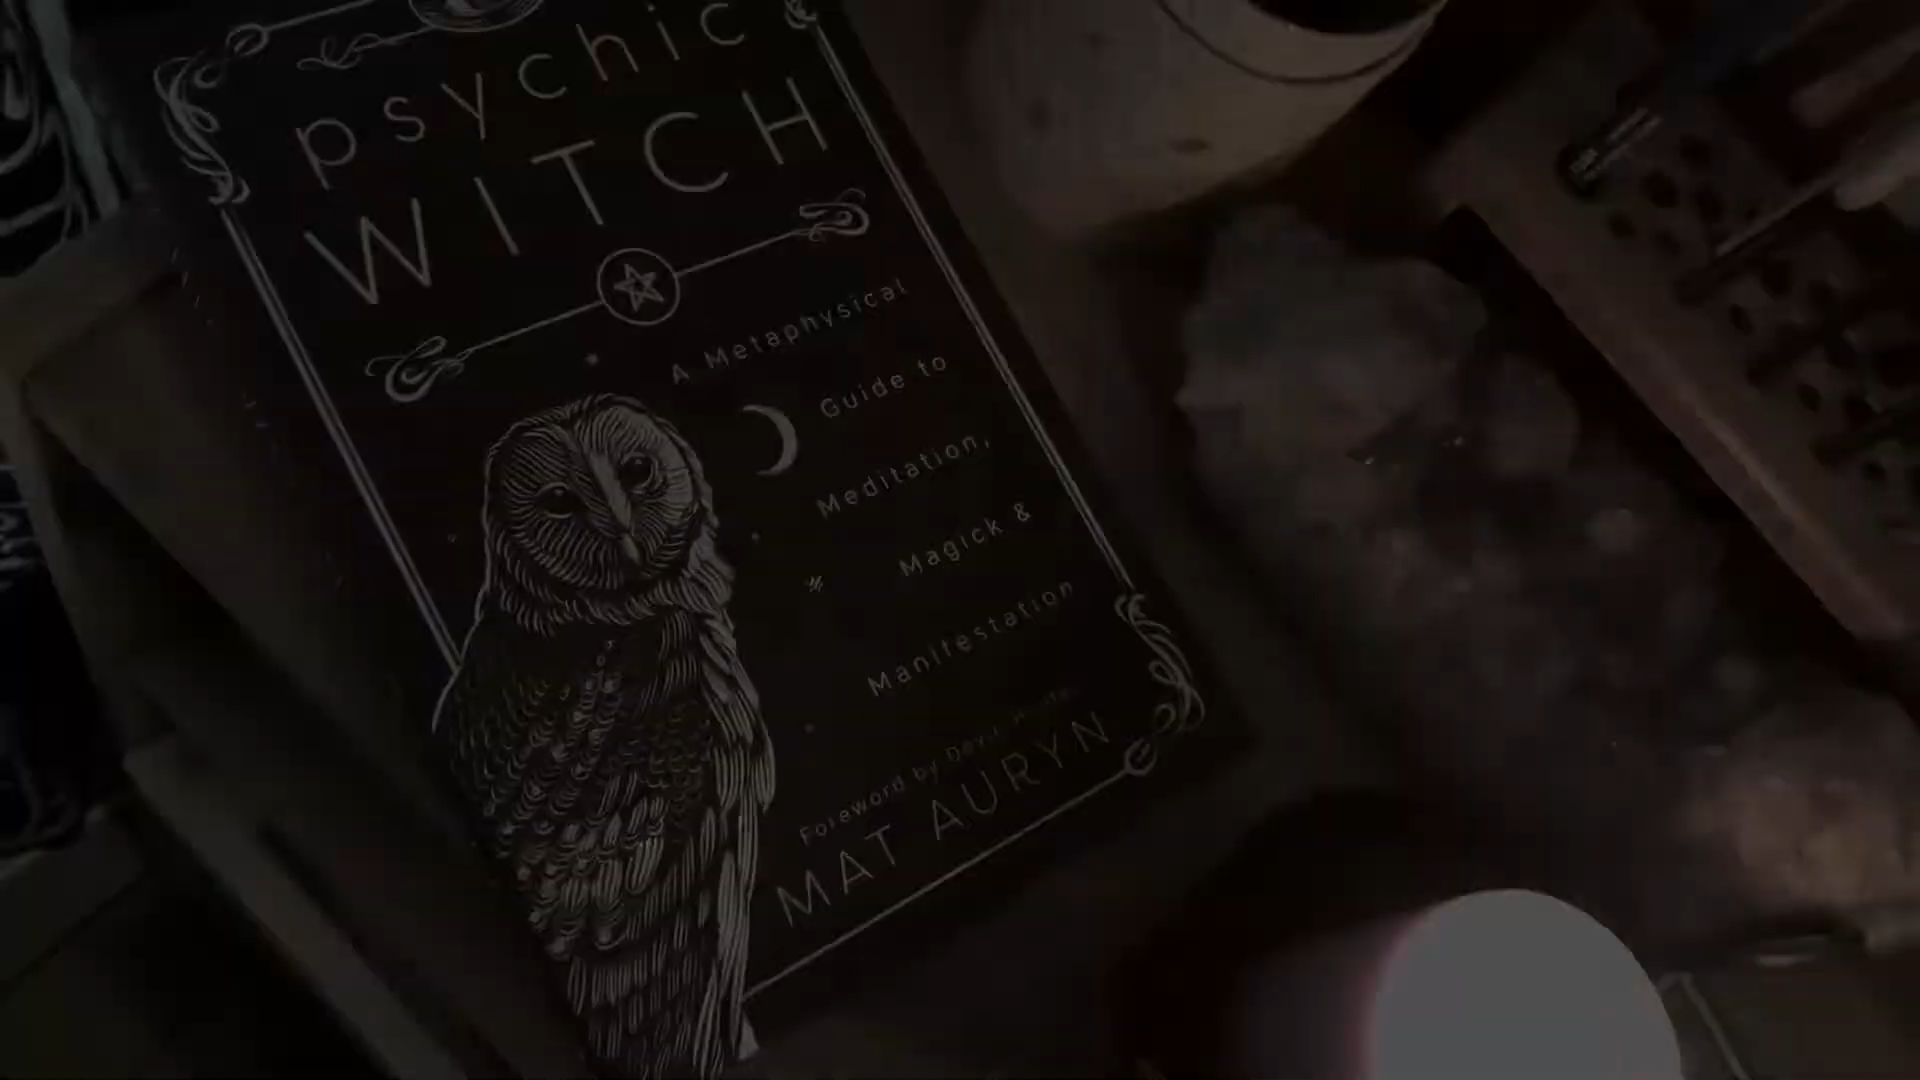 psychic
WITCH
A Metaphysical
Guide to
Meditation,
Magick &
Manifestation
Foreword by
MAT AURYN